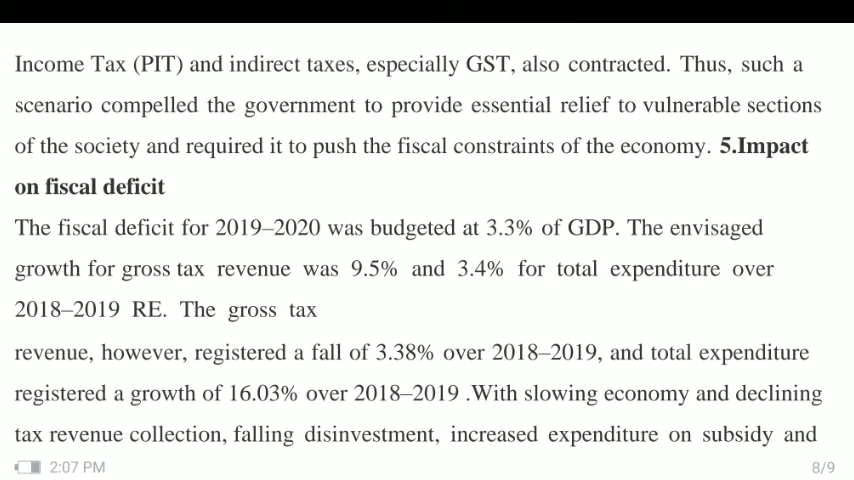 Income Tax (PIT) and indirect taxes, especially GST, also contracted. Thus, such a
scenario compelled the government to provide essential relief to vulnerable sections
of the society and required it to push the fiscal constraints of the economy. 5.Impact
on fiscal deficit
The fiscal deficit for 2019–2020 was budgeted at 3.3% of GDP. The envisaged
growth for gross tax revenue was 9.5% and 3.4% for total expenditure over
2018–2019 RE. The gross tax
revenue, however, registered a fall of 3.38% over 2018–2019, and total expenditure
registered a growth of 16.03% over 2018–2019 .With slowing economy and declining
tax revenue collection, falling disinvestment, increased expenditure on subsidy and
2:07 PM 8/9